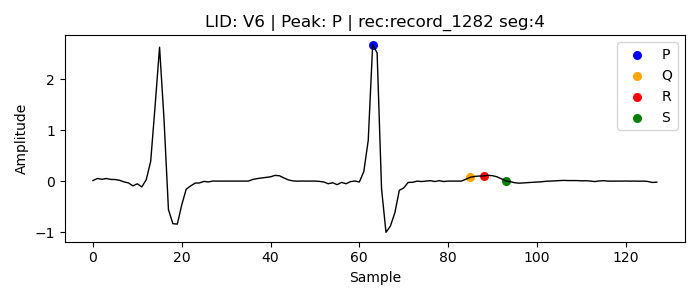 LID: V6 | Peak: P | rec:record_1282 seg:4
Amplitude
2
1
0
−1
0 20 40 60 80 100 120
Sample
P
Q
R
S